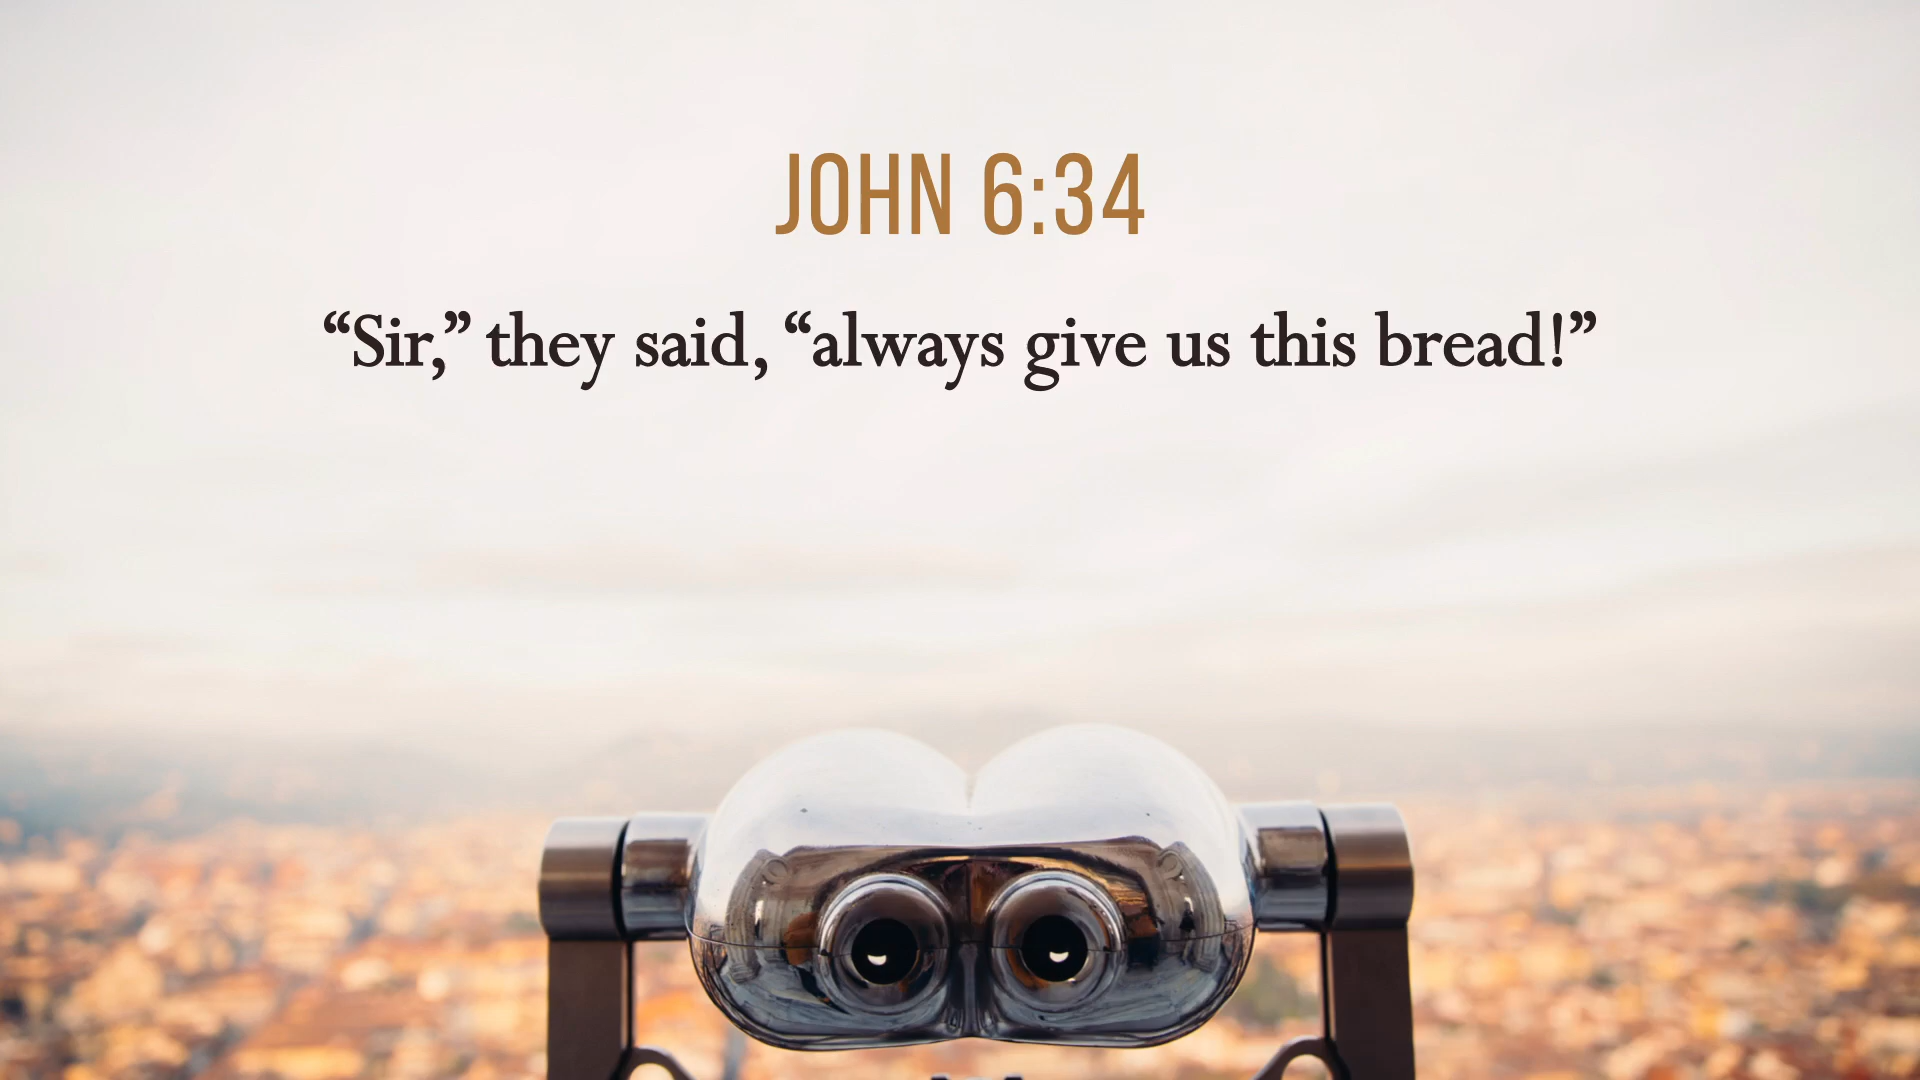 JOHN 6:34
“Sir,” they said, “always give us this bread!”